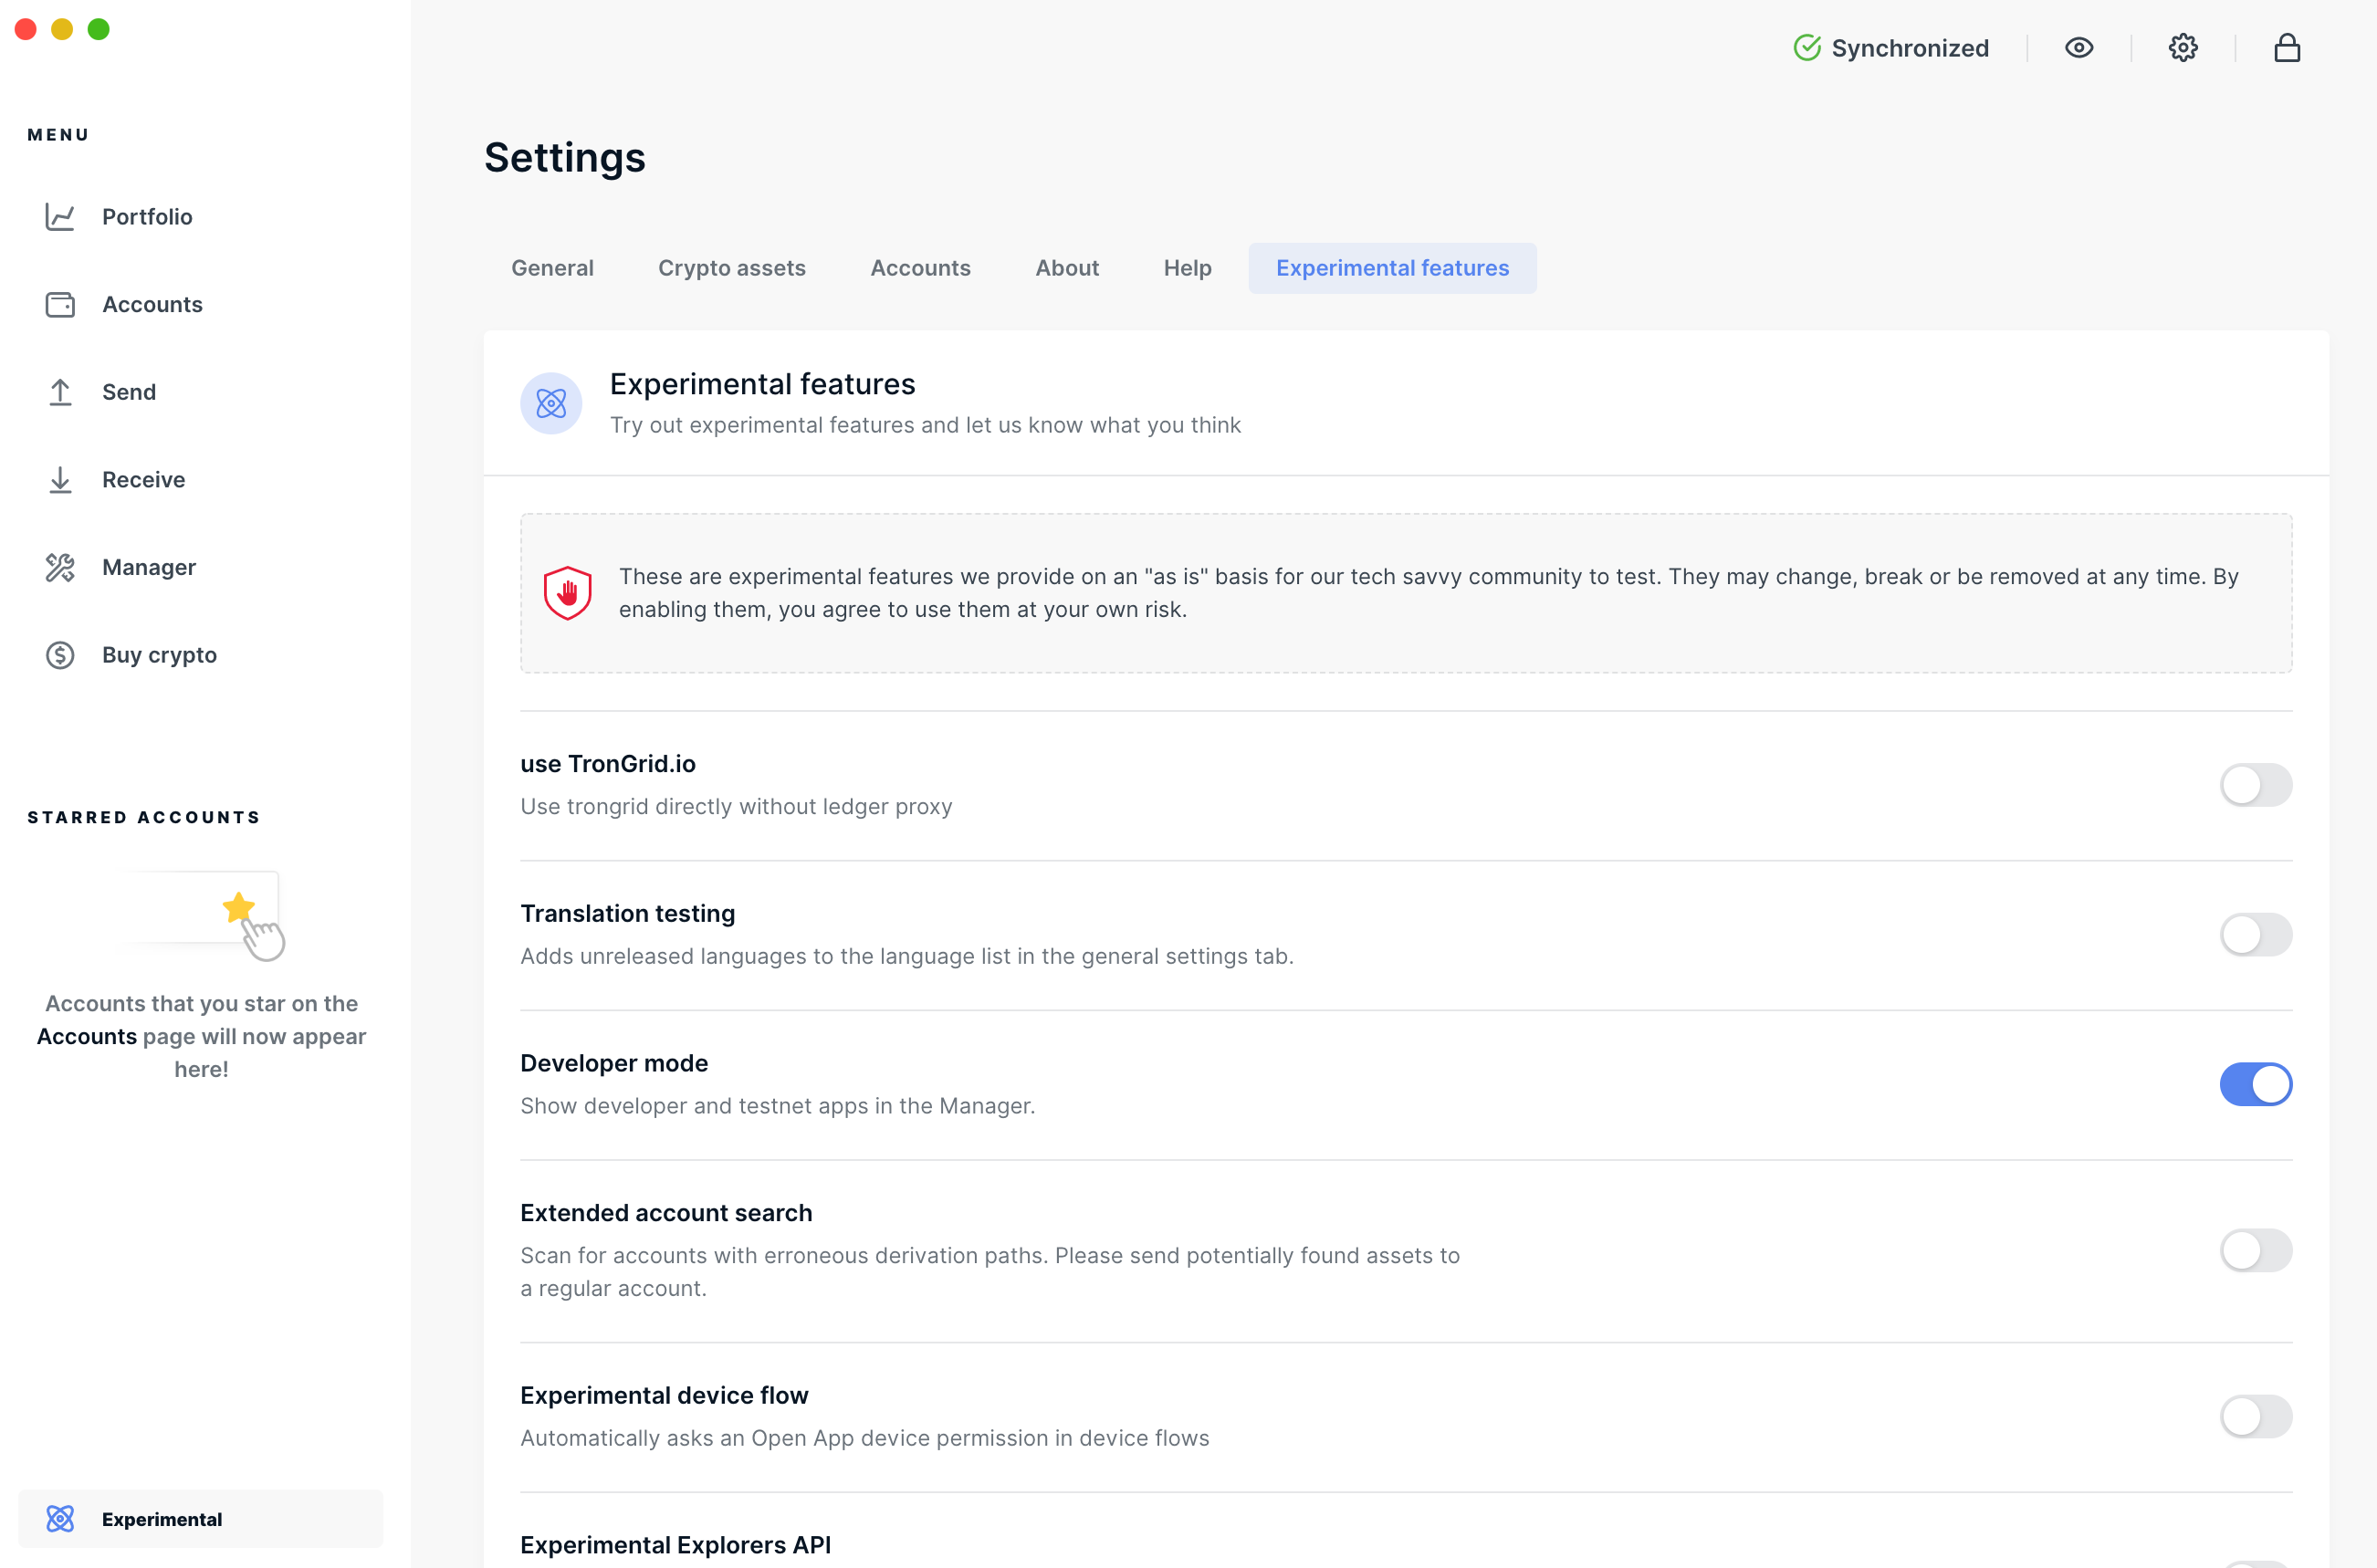 Synchronized
MENU
Portfolio
Accounts
Send
Receive
Manager
Buy crypto
STARRED ACCOUNTS
Accounts that you star on the
Accounts page will now appear
here!
Experimental
Settings
General
Crypto assets
Accounts
About
Help
Experimental features
Experimental features
Try out experimental features and let us know what you think
These are experimental features we provide on an "as is" basis for our tech savvy community to test. They may change, break or be removed at any time. By
enabling them, you agree to use them at your own risk.
use TronGrid.io
Use trongrid directly without ledger proxy
Translation testing
Adds unreleased languages to the language list in the general settings tab.
Developer mode
Show developer and testnet apps in the Manager.
Extended account search
Scan for accounts with erroneous derivation paths. Please send potentially found assets to
a regular account.
Experimental device flow
Automatically asks an Open App device permission in device flows
Experimental Explorers API